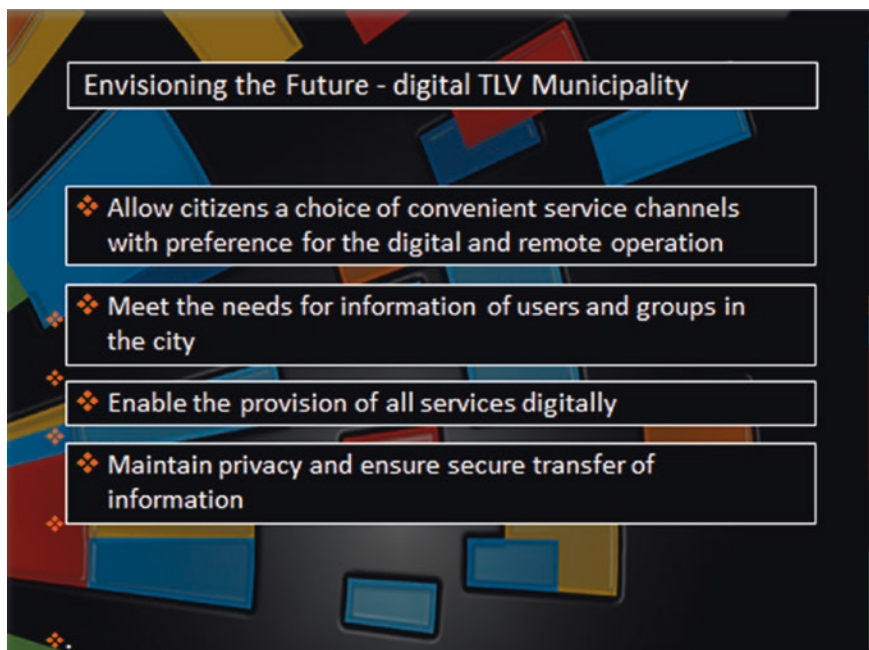 Envisioning the Future - digital TLV Municipality
❖ Allow citizens a choice of convenient service channels
with preference for the digital and remote operation
❖ Meet the needs for information of users and groups in
the city
❖ Enable the provision of all services digitally
❖ Maintain privacy and ensure secure transfer of
information